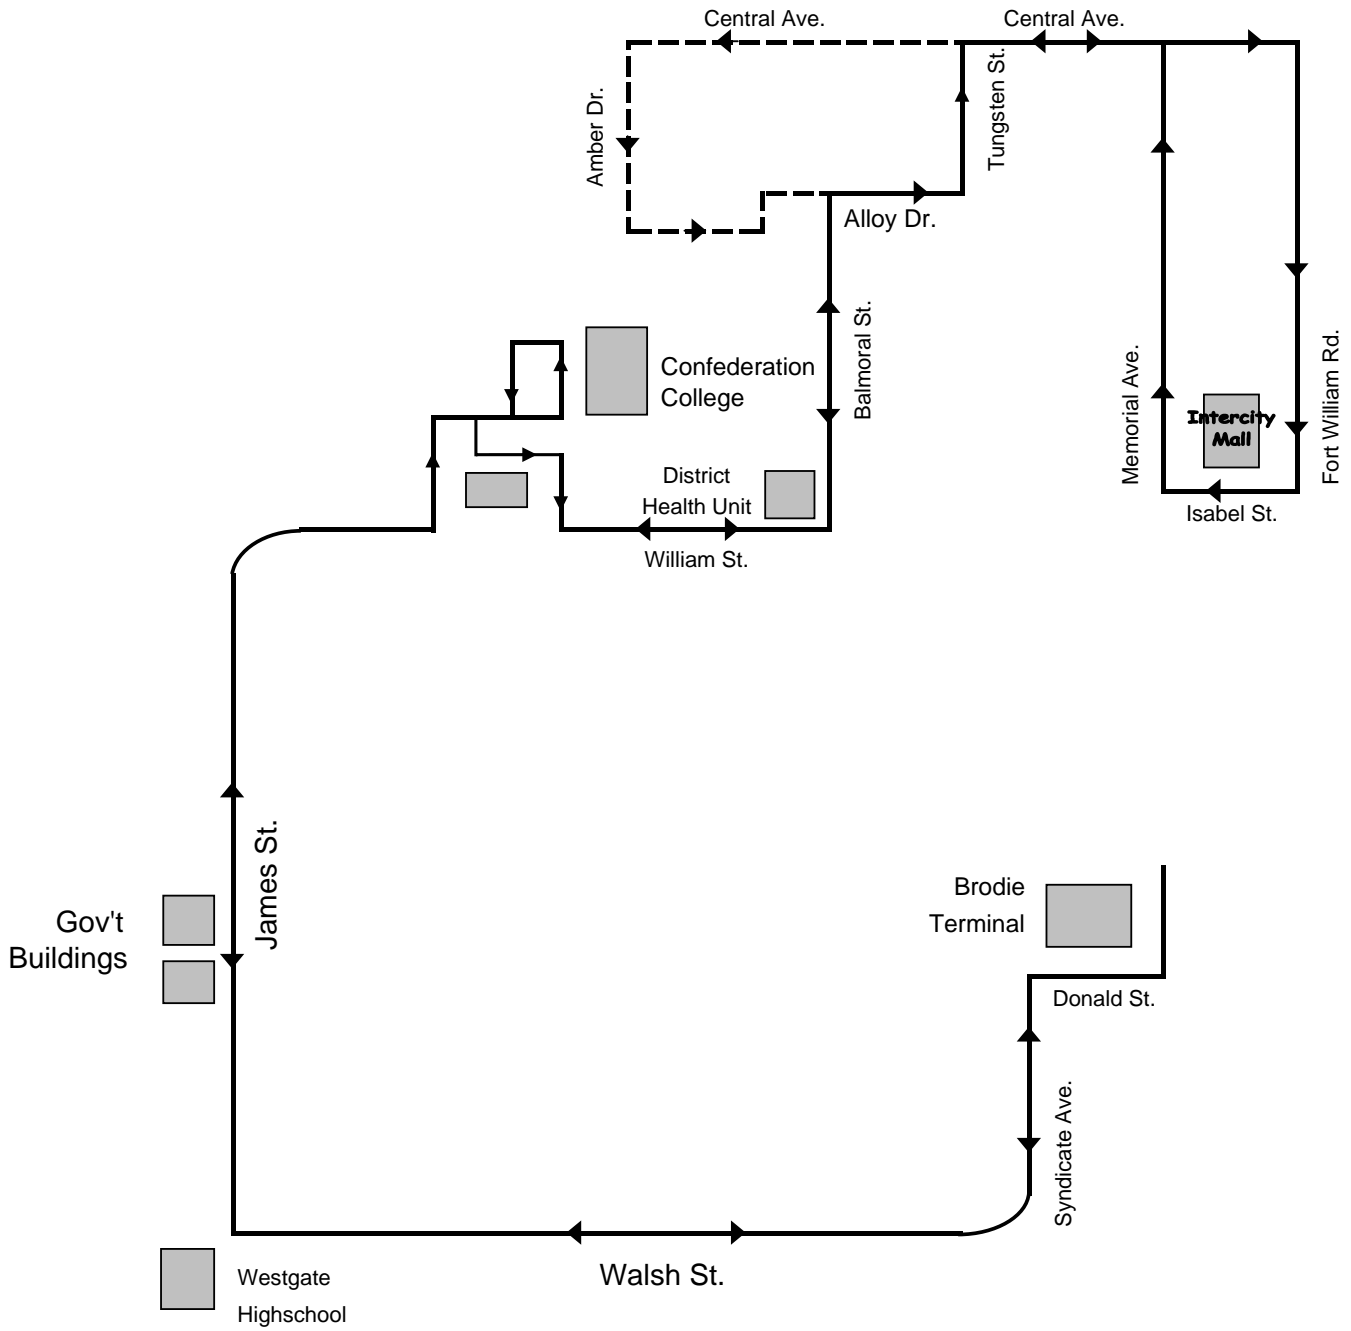 Central Ave.
Central Ave.
Amber Dr.
Tungsten St.
Alloy Dr.
Balmoral St.
Memorial Ave.
Fort William Rd.
Confederation
College
Intercity
Mall
District
Health Unit
Isabel St.
William St.
James St.
Gov't
Buildings
Brodie
Terminal
Donald St.
Syndicate Ave.
Walsh St.
Westgate
Highschool